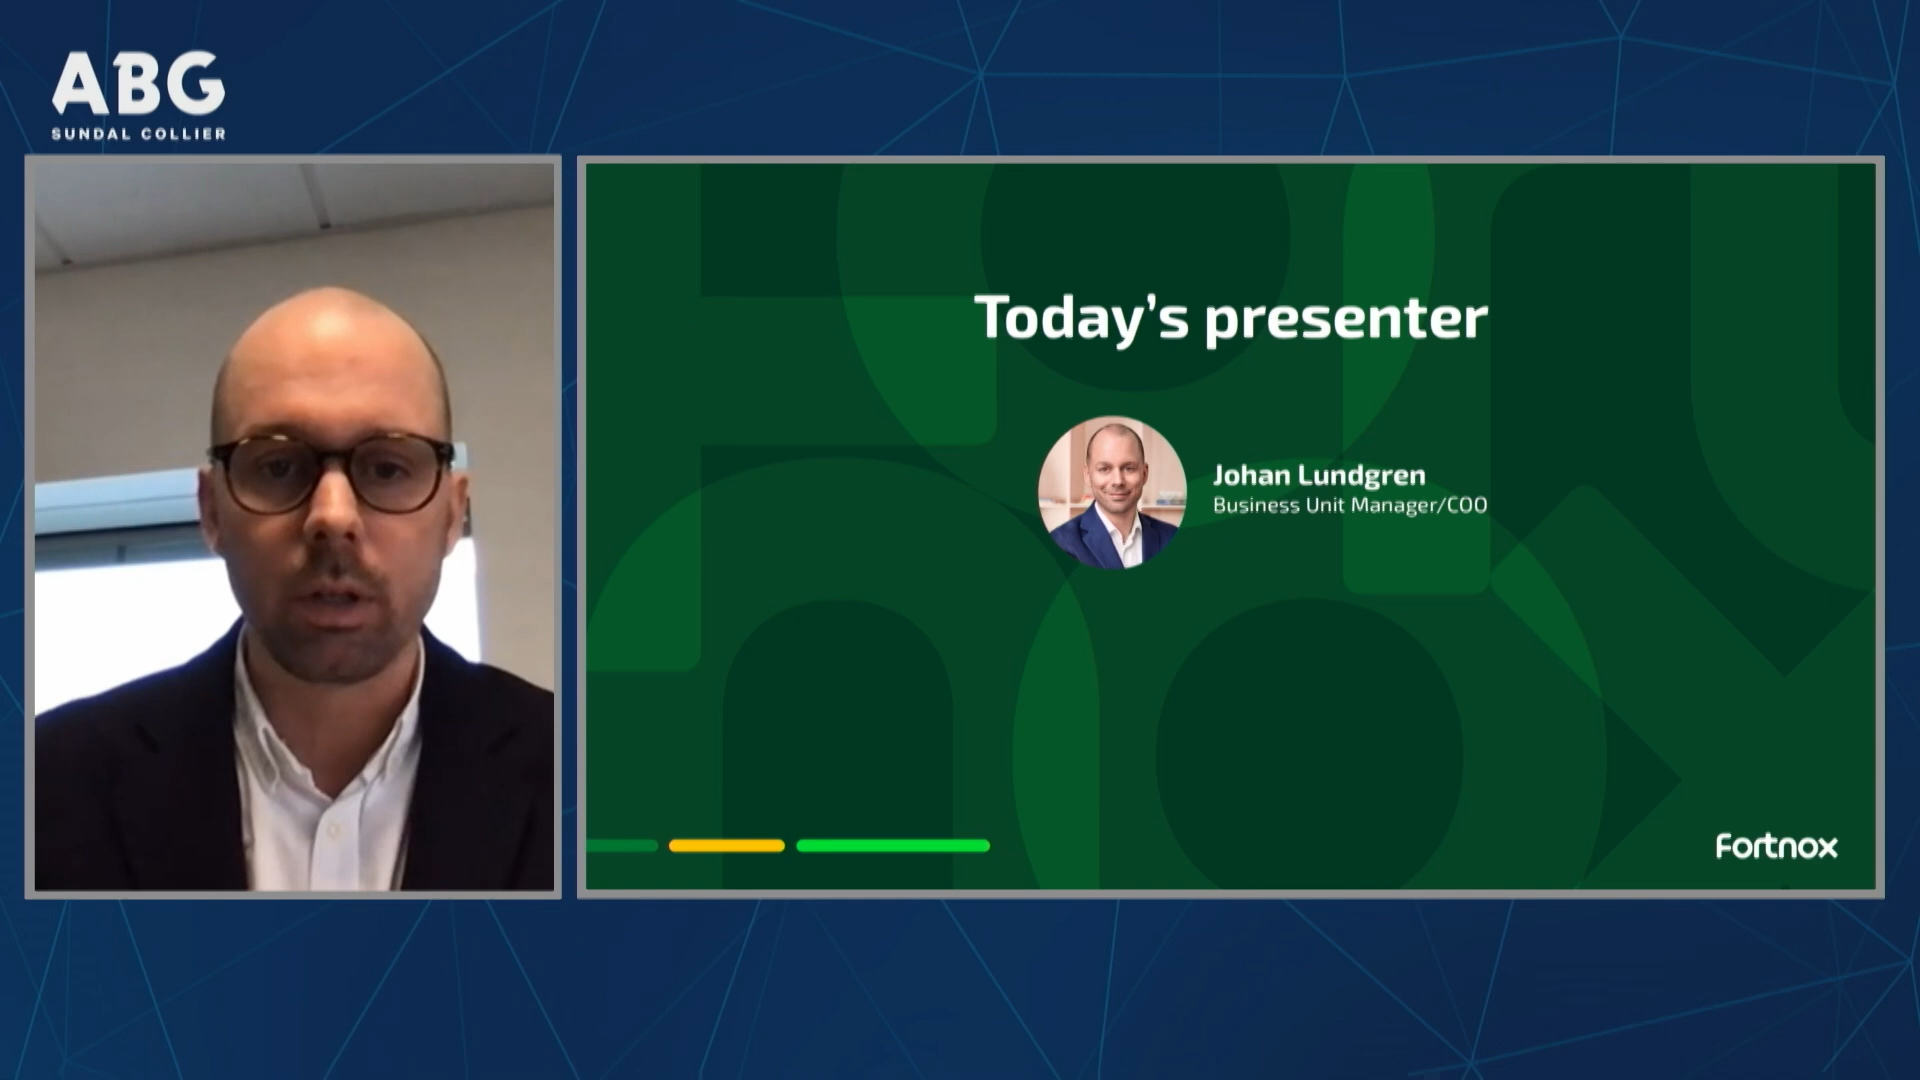 ABG
SUNDAL COLLIER
Today’s presenter
Johan Lundgren
Business Unit Manager/COO
Fortnox